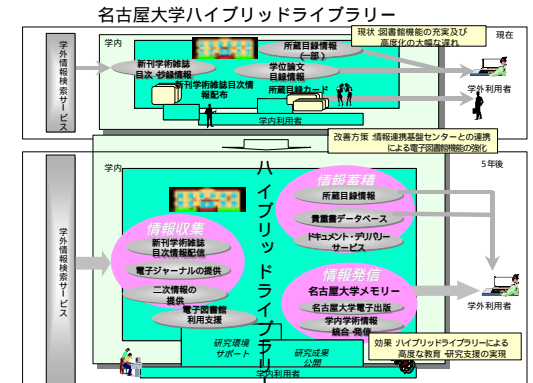 名古屋大学ハイブリッドライブラリー
現状:図書館機能の充実及び
高度化の大幅な遅れ
現在
学内
学外情報検索サービス
所蔵目録情報
(一部)
新刊学術雑誌
目次・抄録情報
学位論文
目録情報
新刊学術雑誌目次情
報配布
所蔵目録カード
学外利用者
学内利用者
改善方策:情報連携基盤センターとの連携
による電子図書館機能の強化
5年後
学内
学外情報検索サービス
ハイブリッドライブラリー
情報蓄積
所蔵目録情報
貴重書データベース
ドキュメント・デリバリー
サービス
情報収集
新刊学術雑誌
目次情報配信
電子ジャーナルの提供
二次情報の
提供
電子図書館
利用支援
情報発信
名古屋大学メモリー
名古屋大学電子出版
学内学術情報
統合・発信
学外利用者
効果:ハイブリッドライブラリーによる
高度な教育・研究支援の実現
研究環境
サポート
研究成果
公開
学内利用者